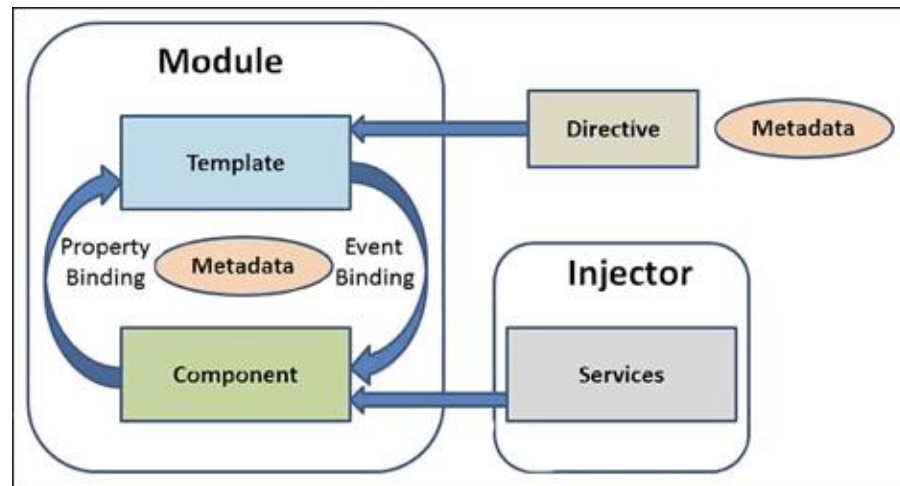 Module
Template
Directive
Metadata
Property
Binding
Metadata
Event
Binding
Injector
Component
Services